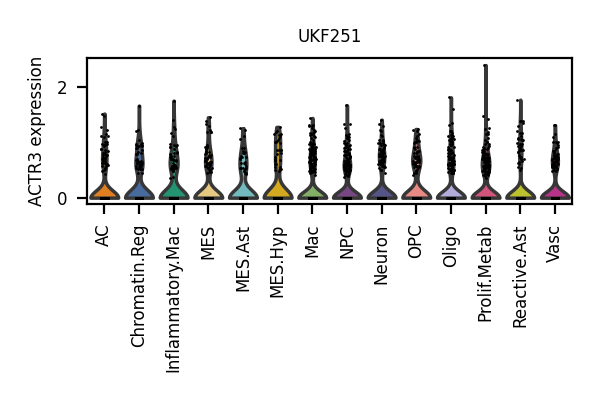 UKF251
ACTR3 expression
2
0
AC
Chromatin.Reg
Inflammatory.Mac
MES
MES.Ast
MES.Hyp
Mac
NPC
Neuron
OPC
Oligo
Prolif.Metab
Reactive.Ast
Vasc